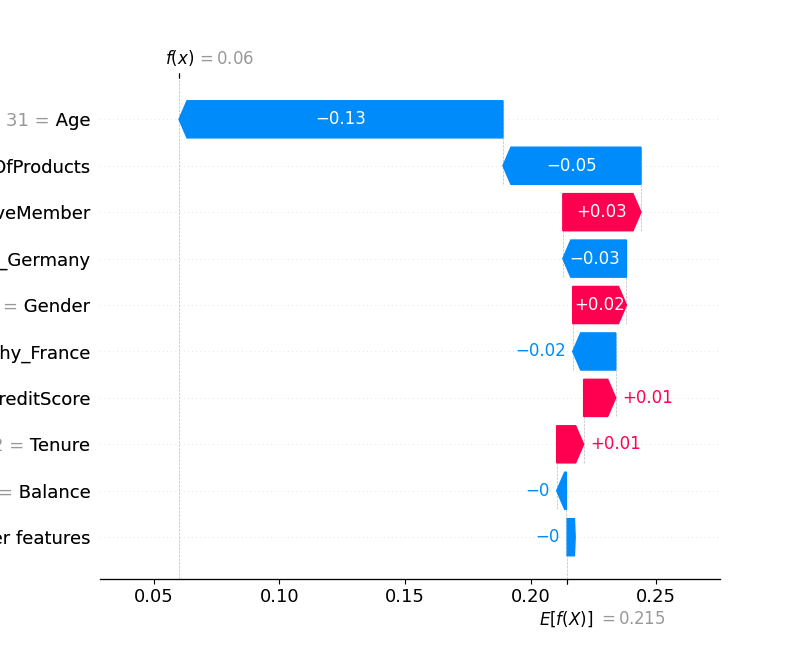 f(x) = 0.06
31 = Age
−0.13
OfProducts
−0.05
veMember
+0.03
_Germany
−0.03
= Gender
+0.02
hy_France
−0.02
reditScore
+0.01
2 = Tenure
+0.01
= Balance
−0
er features
−0
0.05 0.10 0.15 0.20 0.25
E[f(X)] = 0.215